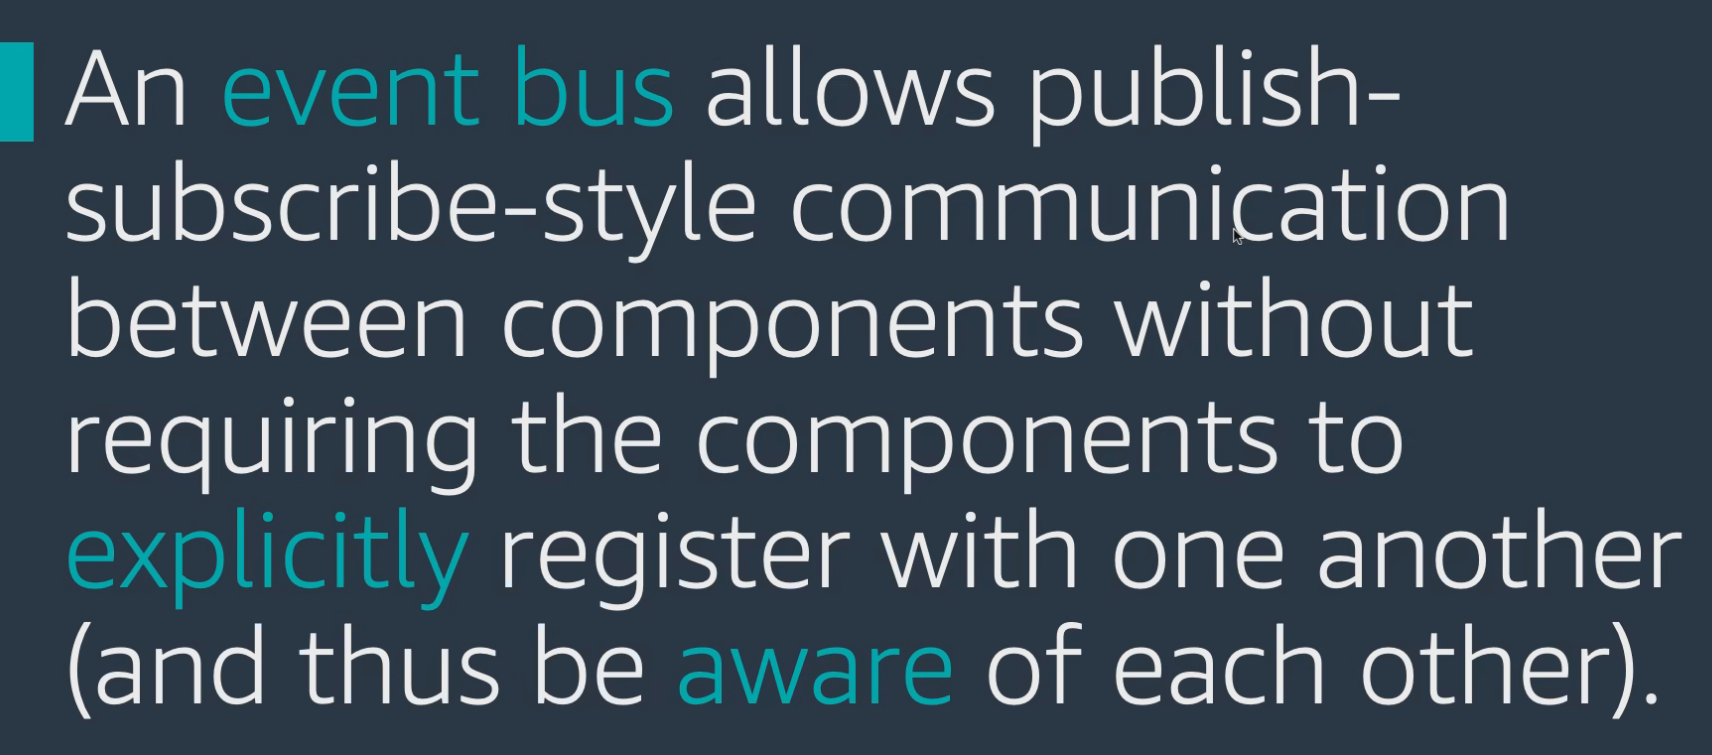 An event bus allows publish-
subscribe-style communication
between components without
requiring the components to
explicitly register with one another
(and thus be aware of each other).